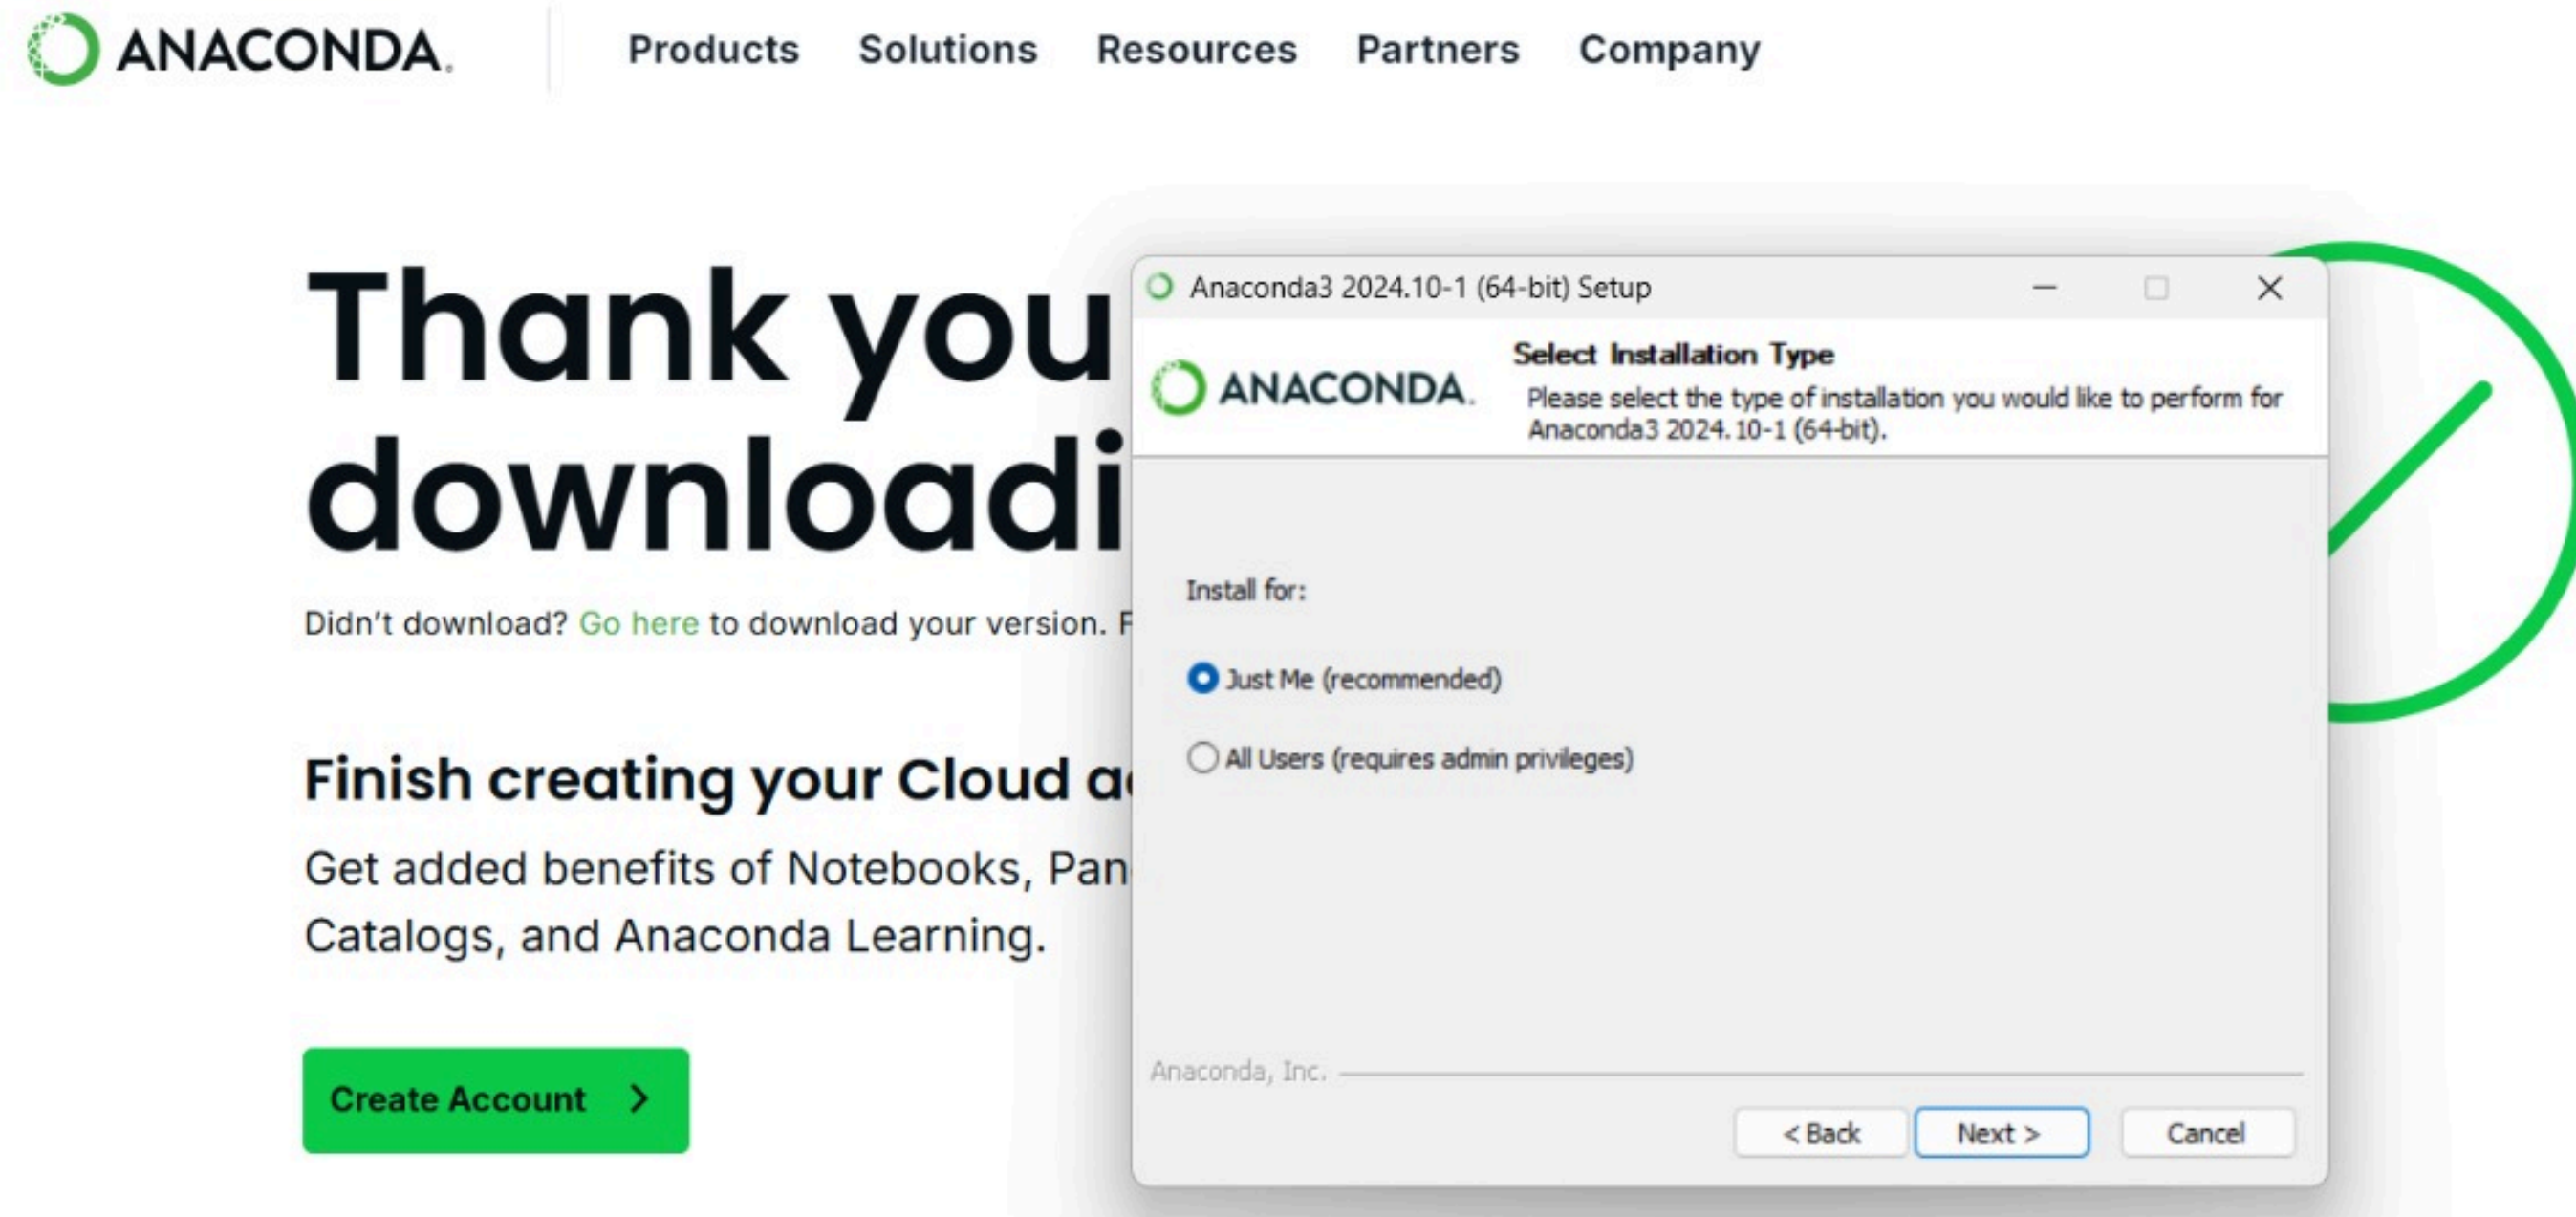 ANACONDA.
Products Solutions Resources Partners Company
Thank you
downloadi
Didn't download? Go here to download your version. F
Finish creating your Cloud a
Get added benefits of Notebooks, Pan
Catalogs, and Anaconda Learning.
Create Account >
Anaconda3 2024.10-1 (64-bit) Setup
ANACONDA.
Select Installation Type
Please select the type of installation you would like to perform for
Anaconda3 2024.10-1 (64-bit).
Install for:
Just Me (recommended)
All Users (requires admin privileges)
Anaconda, Inc.
< Back Next > Cancel